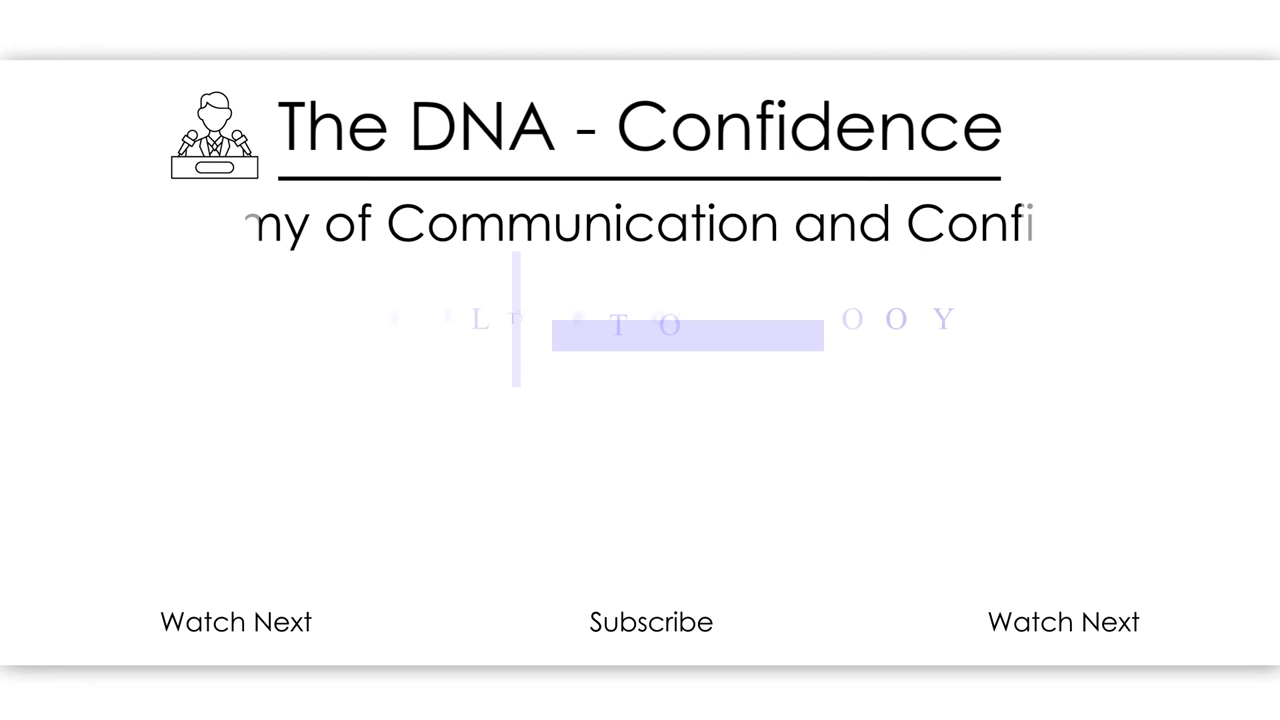 The DNA - Confidence
my of Communication and Confi
Watch Next
Subscribe
Watch Next